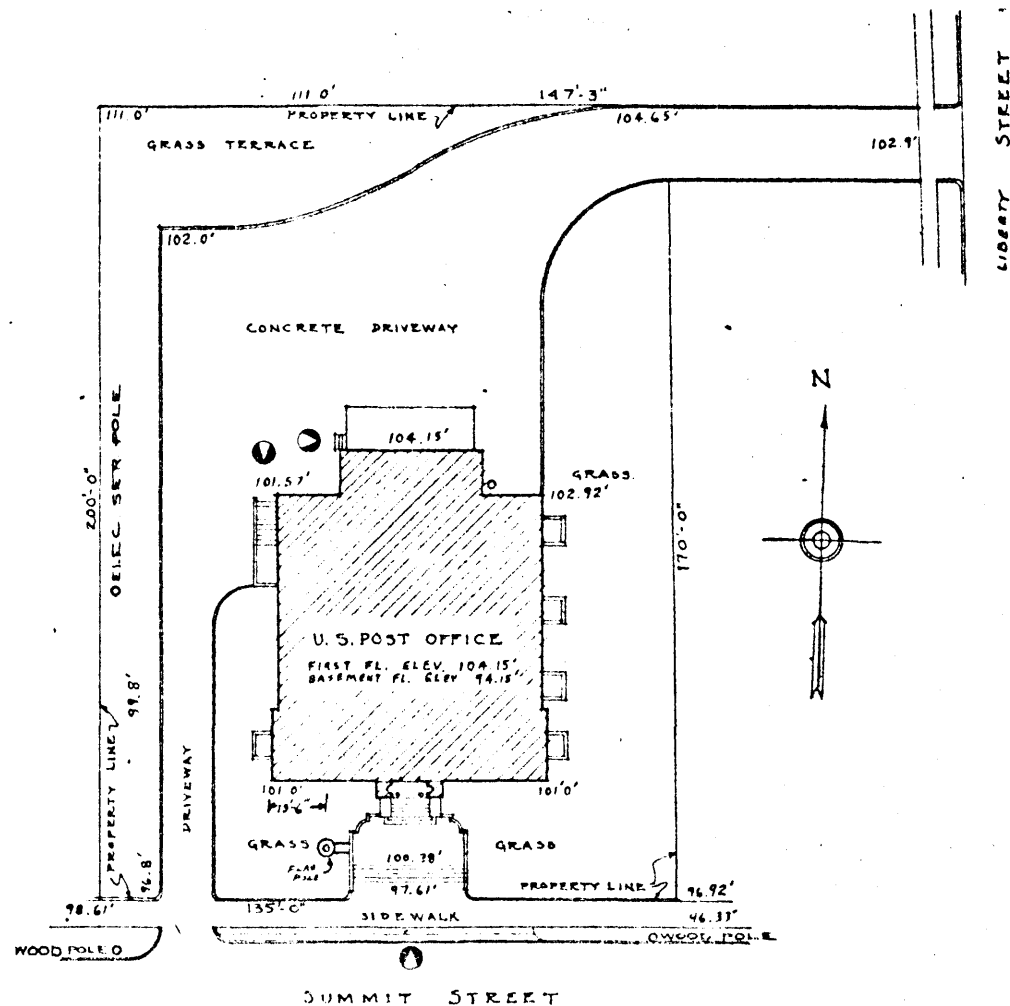 111.0'
147'-3"
111.0'
PROPERTY LINE
104.65'
GRASS TERRACE
102.9'
LIBERTY STREET
102.0'
CONCRETE DRIVEWAY
N
104.15'
101.57'
GRASS.
102.92'
200'-0"
OELEC SER POLE
170'-0"
U. S. POST OFFICE
FIRST FL. ELEV. 104.15'
BASEMENT FL. ELEV 94.15'
99.8'
PROPERTY LINE
DRIVEWAY
101.0'
101'0'
GRASS
FLAG
POLE
GRASS
100.78'
97.61'
PROPERTY LINE
96.8'
96.92'
98.61'
135'-0"
SIDEWALK
46.33'
WOOD POLE O
OWOOD POLE
SUMMIT STREET